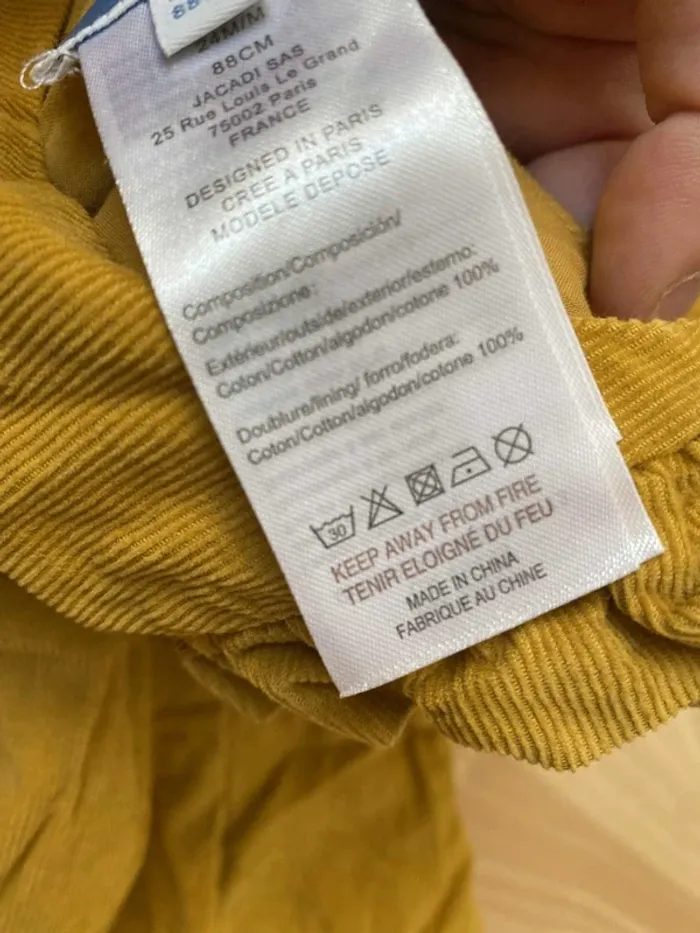 88
24M/M
88CM
JACADI SAS
25 Rue Louis Le Grand
75002 Paris
FRANCE
DESIGNED IN PARIS
CREE A PARIS
MODELE DEPOSE
Composition/Composición/
Composizione:
Extérieur/outside/exterior/esterno:
Coton/Cotton/algodon/cotone 100%
Doublure/lining/ forro/fodera:
Coton/Cotton/algodon/cotone 100%
30
KEEP AWAY FROM FIRE
TENIR ELOIGNE DU FEU
MADE IN CHINA
FABRIQUE AU CHINE